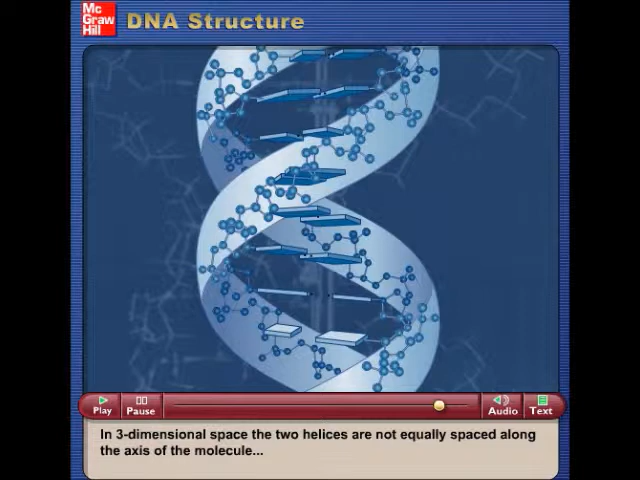 Mc
Graw
Hill
DNA Structure
Play
Pause
Audio
Text
In 3-dimensional space the two helices are not equally spaced along
the axis of the molecule...